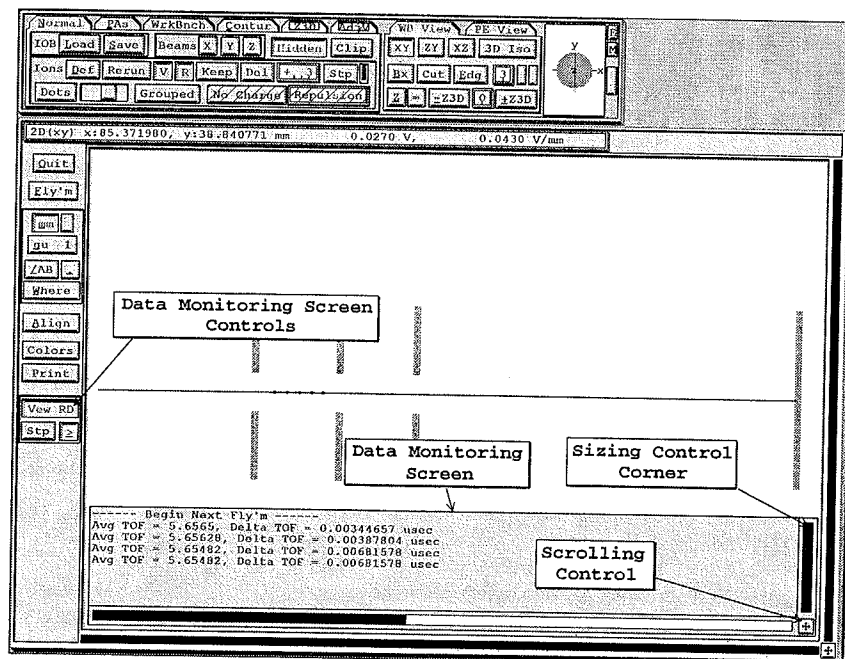 Normal PAs WrkBnch Contur WB View PE View
IOB Load Save Beams X Y Z Hidden Clip XY ZY XZ 3D Iso
Ions Def Rerun V R Keep Del Stp Bx Cut Edg
Dots Grouped No Charge Repulsion Z = -Z3D +Z3D
y
x
M
2D(xy) x:85.371980, y:38.840771 mm 0.0270 V, 0.0430 V/mm
Quit
Fly'm
mm
gu 1
∠AB
Where
Align
Colors
Print
Vew RD
Stp ≥
Data Monitoring Screen
Controls
Data Monitoring
Screen
Sizing Control
Corner
Scrolling
Control
------ Begin Next Fly'm ------
Avg TOF = 5.6565, Delta TOF = 0.00344657 usec
Avg TOF = 5.65628, Delta TOF = 0.00387804 usec
Avg TOF = 5.65482, Delta TOF = 0.00681578 usec
Avg TOF = 5.65482, Delta TOF = 0.00681578 usec